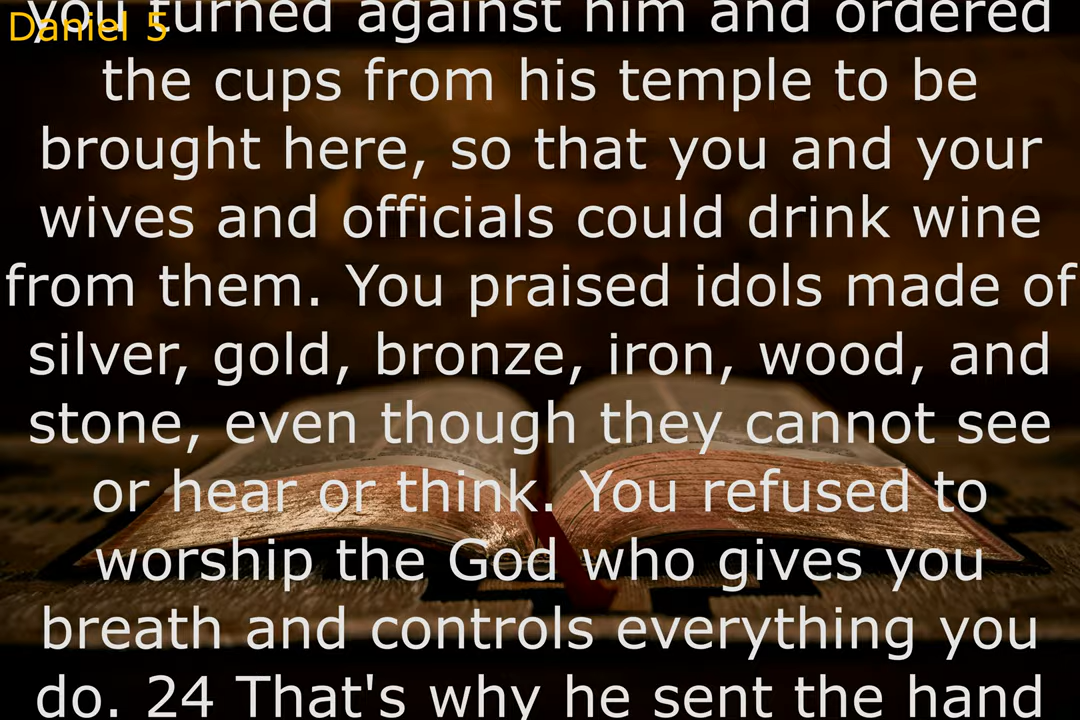 you turned against him and ordered
Daniel 5
the cups from his temple to be
brought here, so that you and your
wives and officials could drink wine
from them. You praised idols made of
silver, gold, bronze, iron, wood, and
stone, even though they cannot see
or hear or think. You refused to
worship the God who gives you
breath and controls everything you
do. 24 That's why he sent the hand